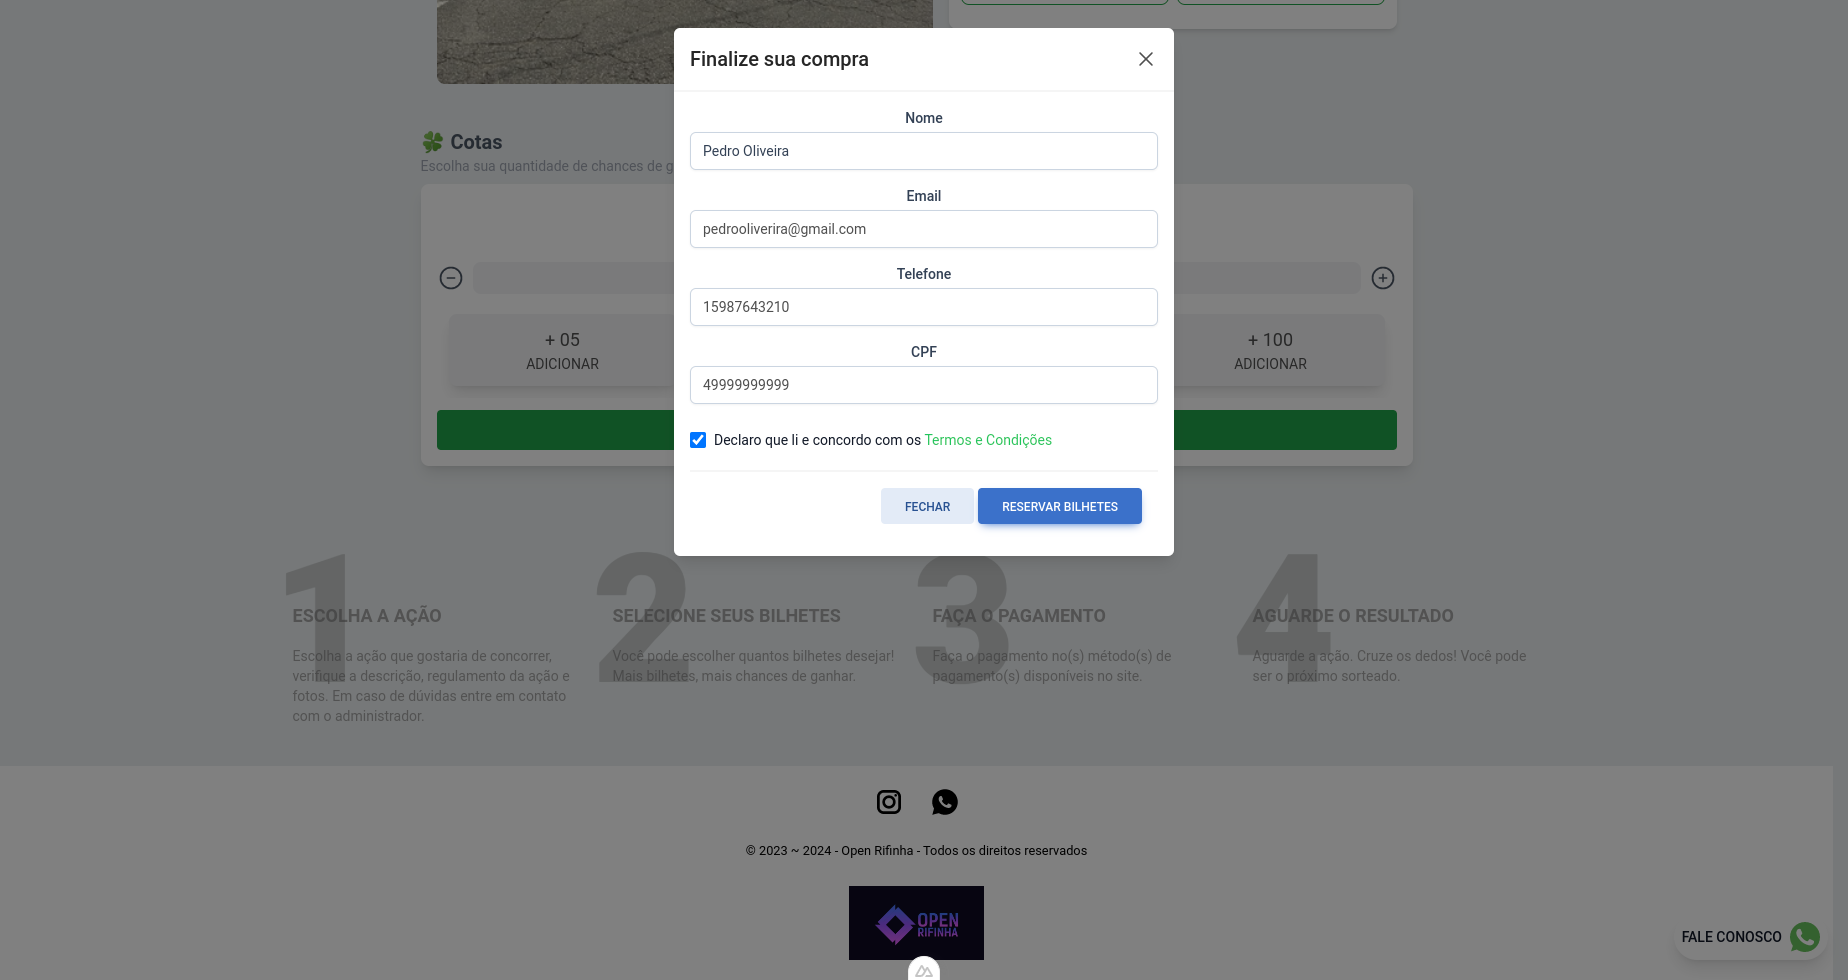 Finalize sua compra
Nome
Pedro Oliveira
Email
pedrooliverira@gmail.com
Telefone
15987643210
CPF
49999999999
Declaro que li e concordo com os Termos e Condições
FECHAR
RESERVAR BILHETES
Cotas
Escolha sua quantidade de chances de g
+ 05
ADICIONAR
+ 100
ADICIONAR
1
ESCOLHA A AÇÃO
Escolha a ação que gostaria de concorrer,
verifique a descrição, regulamento da ação e
fotos. Em caso de dúvidas entre em contato
com o administrador.
2
SELECIONE SEUS BILHETES
Você pode escolher quantos bilhetes desejar!
Mais bilhetes, mais chances de ganhar.
3
FAÇA O PAGAMENTO
Faça o pagamento no(s) método(s) de
pagamento(s) disponíveis no site.
4
AGUARDE O RESULTADO
Aguarde a ação. Cruze os dedos! Você pode
ser o próximo sorteado.
© 2023 ~ 2024 - Open Rifinha - Todos os direitos reservados
OPEN
RIFINHA
FALE CONOSCO